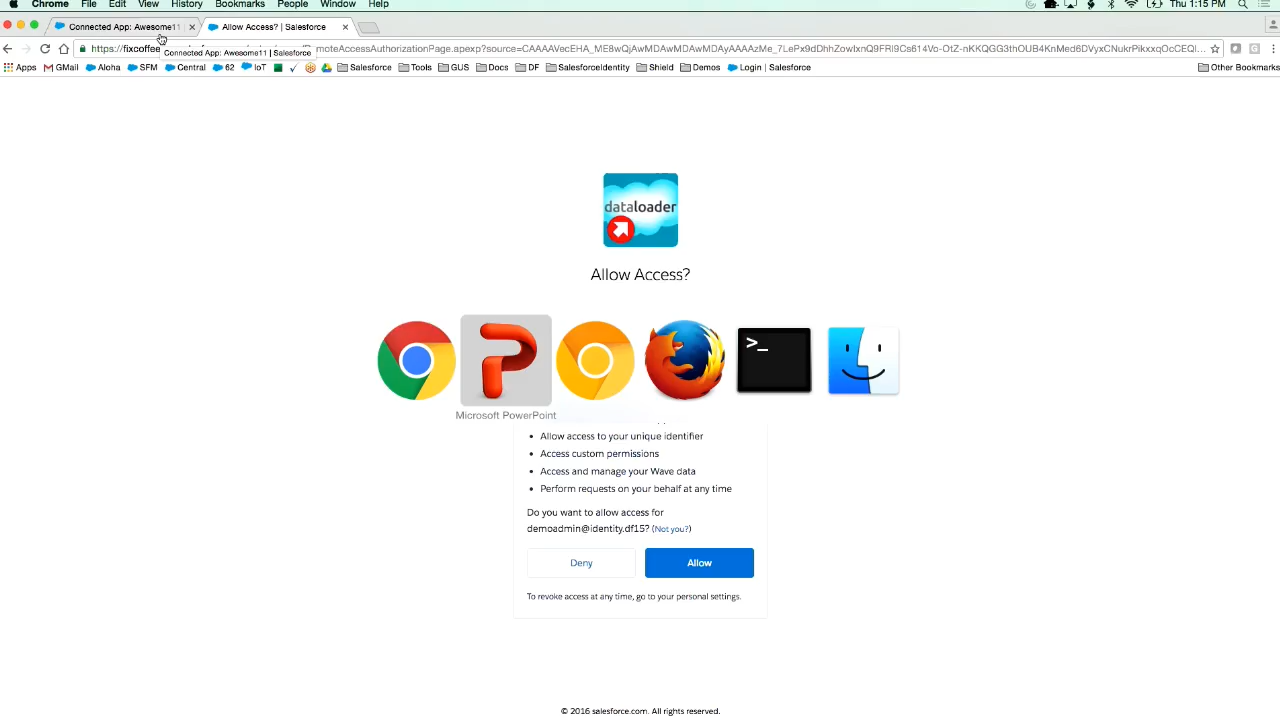 Chrome File Edit View History Bookmarks People Window Help Thu 1:15 PM
Connected App: Awesome11 Allow Access? | Salesforce
https://fixcoffee
Connected App: Awesome11 | Salesforce
Apps GMail Aloha SFM Central 62 IoT Salesforce Tools GUS Docs DF SalesforceIdentity Shield Demos Login | Salesforce Other Bookmarks
dataloader
Allow Access?
>_
Microsoft PowerPoint
Allow access to your unique identifier
Access custom permissions
Access and manage your Wave data
Perform requests on your behalf at any time
Do you want to allow access for
demoadmin@identity.df15? (Not you?)
Deny Allow
To revoke access at any time, go to your personal settings.
© 2016 salesforce.com. All rights reserved.